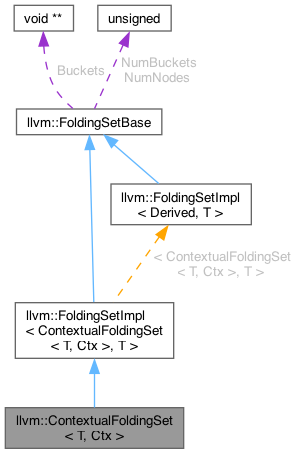 void **
unsigned
Buckets
NumBuckets
NumNodes
llvm::FoldingSetBase
llvm::FoldingSetImpl
< Derived, T >
< ContextualFoldingSet
< T, Ctx >, T >
llvm::FoldingSetImpl
< ContextualFoldingSet
< T, Ctx >, T >
llvm::ContextualFoldingSet
< T, Ctx >